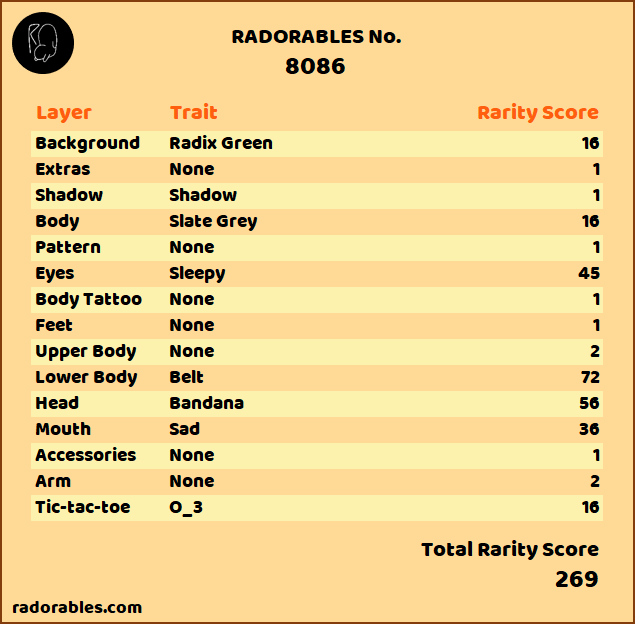 RADORABLES No.
8086
Layer Trait Rarity Score
Background Radix Green 16
Extras None 1
Shadow Shadow 1
Body Slate Grey 16
Pattern None 1
Eyes Sleepy 45
Body Tattoo None 1
Feet None 1
Upper Body None 2
Lower Body Belt 72
Head Bandana 56
Mouth Sad 36
Accessories None 1
Arm None 2
Tic-tac-toe O_3 16
Total Rarity Score
269
radorables.com